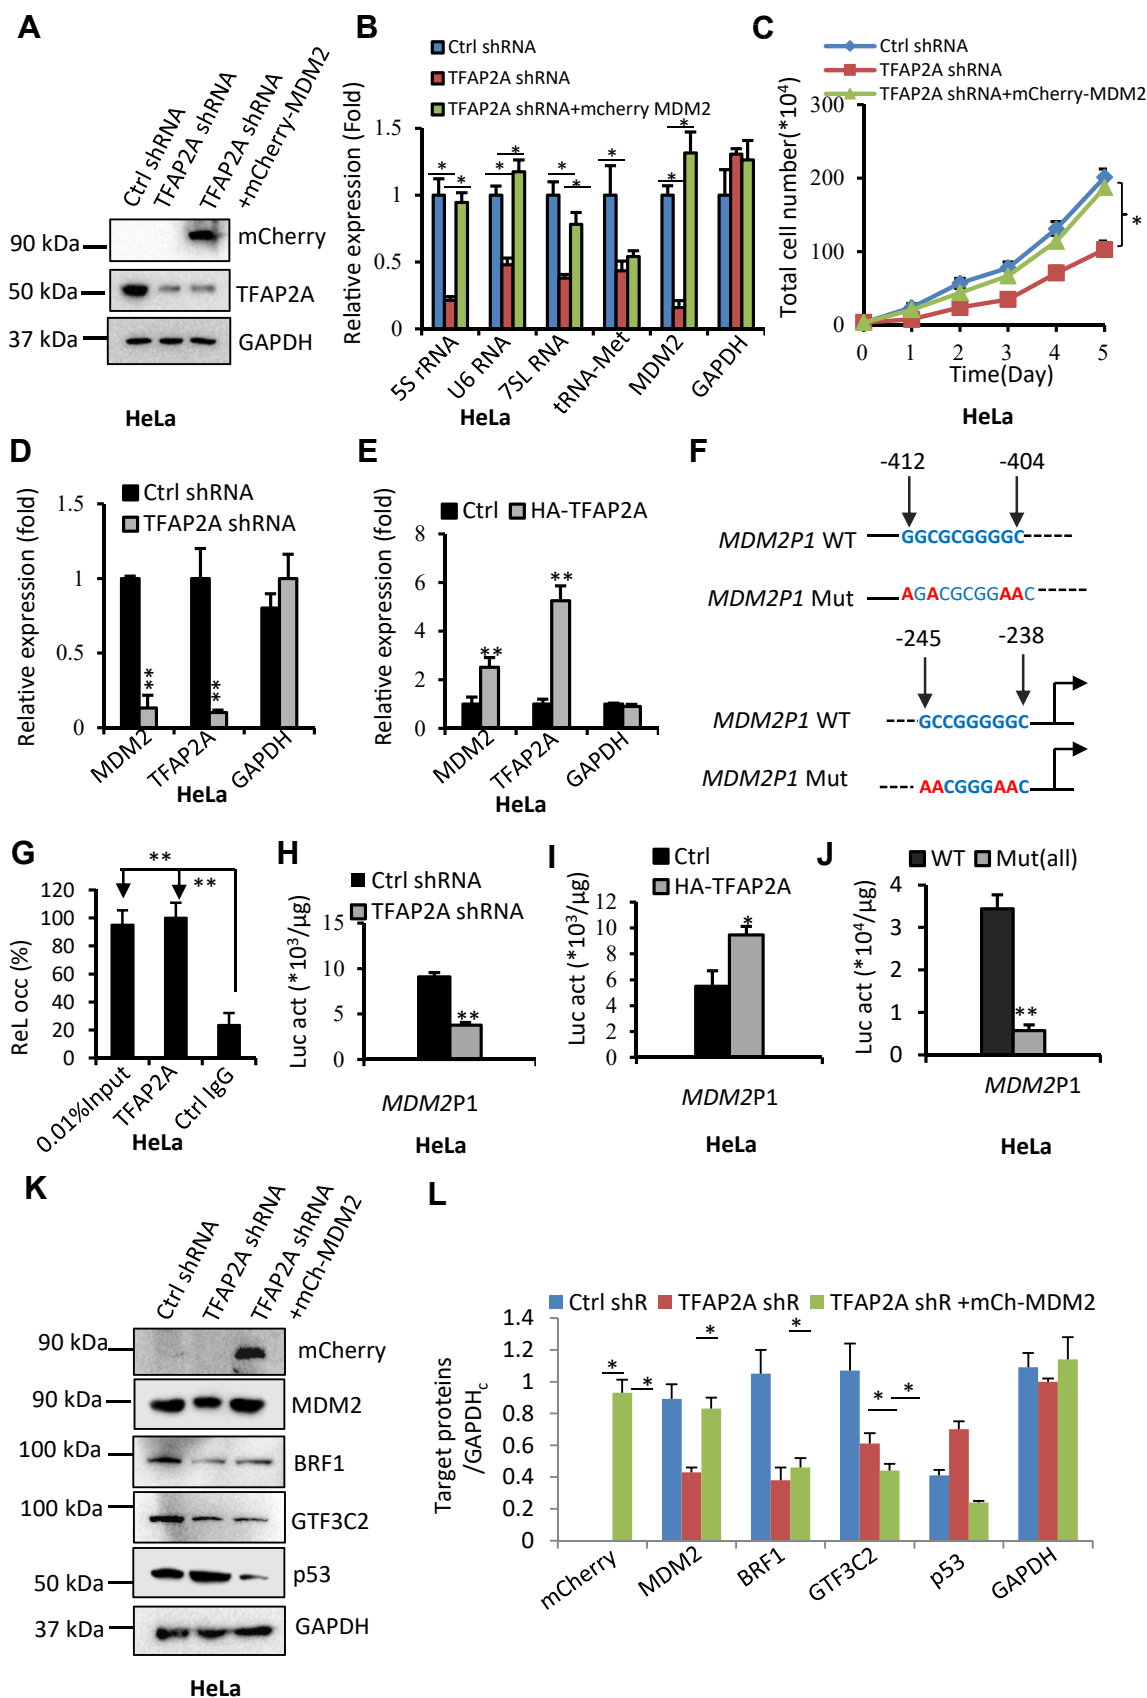 A
Ctrl shRNA
TFAP2A shRNA
TFAP2A shRNA
+mCherry-MDM2
90 kDa
mCherry
50 kDa
TFAP2A
37 kDa
GAPDH
HeLa
B
Ctrl shRNA
TFAP2A shRNA
TFAP2A shRNA+mcherry MDM2
Relative expression (Fold)
1.5
1
0.5
0
* * * * * * * * *
5S rRNA
U6 RNA
7SL RNA
tRNA-Met
MDM2
GAPDH
HeLa
C
Ctrl shRNA
TFAP2A shRNA
TFAP2A shRNA+mCherry-MDM2
Total cell number(*10⁴)
300
200
100
0
*
0 1 2 3 4 5
Time(Day)
HeLa
D
Ctrl shRNA
TFAP2A shRNA
Relative expression (fold)
1.5
1
0.5
0
** **
MDM2
TFAP2A
GAPDH
HeLa
E
Ctrl HA-TFAP2A
Relative expression (fold)
8
6
4
2
0
** **
MDM2
TFAP2A
GAPDH
HeLa
F
-412 -404
MDM2P1 WT GGCGCGGGGC
MDM2P1 Mut AGACGCGGAAC
-245 -238
MDM2P1 WT GCCGGGGGC
MDM2P1 Mut AACGGGAAC
G
**
**
ReL occ (%)
120
100
80
60
40
20
0
0.01%Input
TFAP2A
Ctrl IgG
HeLa
H
Ctrl shRNA
TFAP2A shRNA
Luc act (*10³/µg)
15
10
5
0
**
MDM2P1
HeLa
I
Ctrl
HA-TFAP2A
Luc act (*10³/µg)
12
10
8
6
4
2
0
*
MDM2P1
HeLa
J
WT Mut(all)
Luc act (*10⁴/µg)
4
3
2
1
0
**
MDM2P1
HeLa
K
Ctrl shRNA
TFAP2A shRNA
TFAP2A shRNA
+mCh-MDM2
90 kDa
mCherry
90 kDa
MDM2
100 kDa
BRF1
100 kDa
GTF3C2
50 kDa
p53
37 kDa
GAPDH
HeLa
L
Ctrl shR TFAP2A shR TFAP2A shR +mCh-MDM2
Target proteins
/GAPDHc
1.4
1.2
1
0.8
0.6
0.4
0.2
0
* * * * * *
mCherry
MDM2
BRF1
GTF3C2
p53
GAPDH